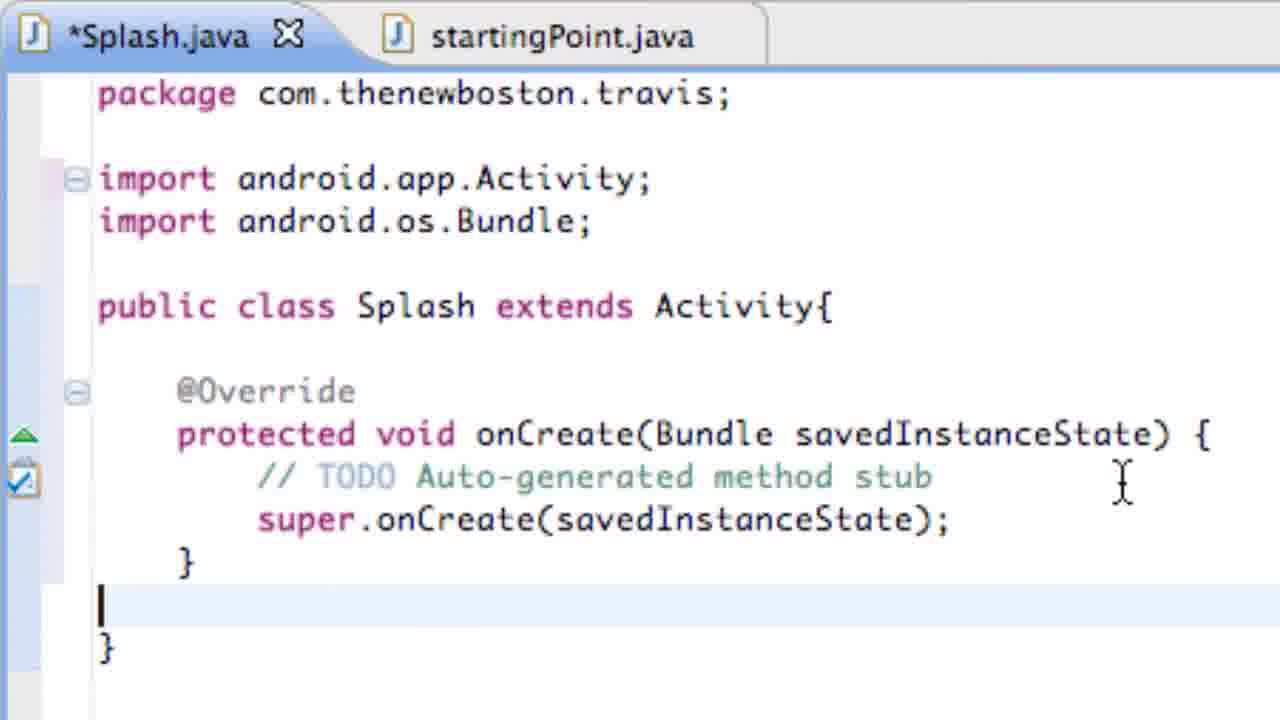 *Splash.java startingPoint.java
package com.thenewboston.travis;
import android.app.Activity;
import android.os.Bundle;
public class Splash extends Activity{
@Override
protected void onCreate(Bundle savedInstanceState) {
// TODO Auto-generated method stub
super.onCreate(savedInstanceState);
}
}